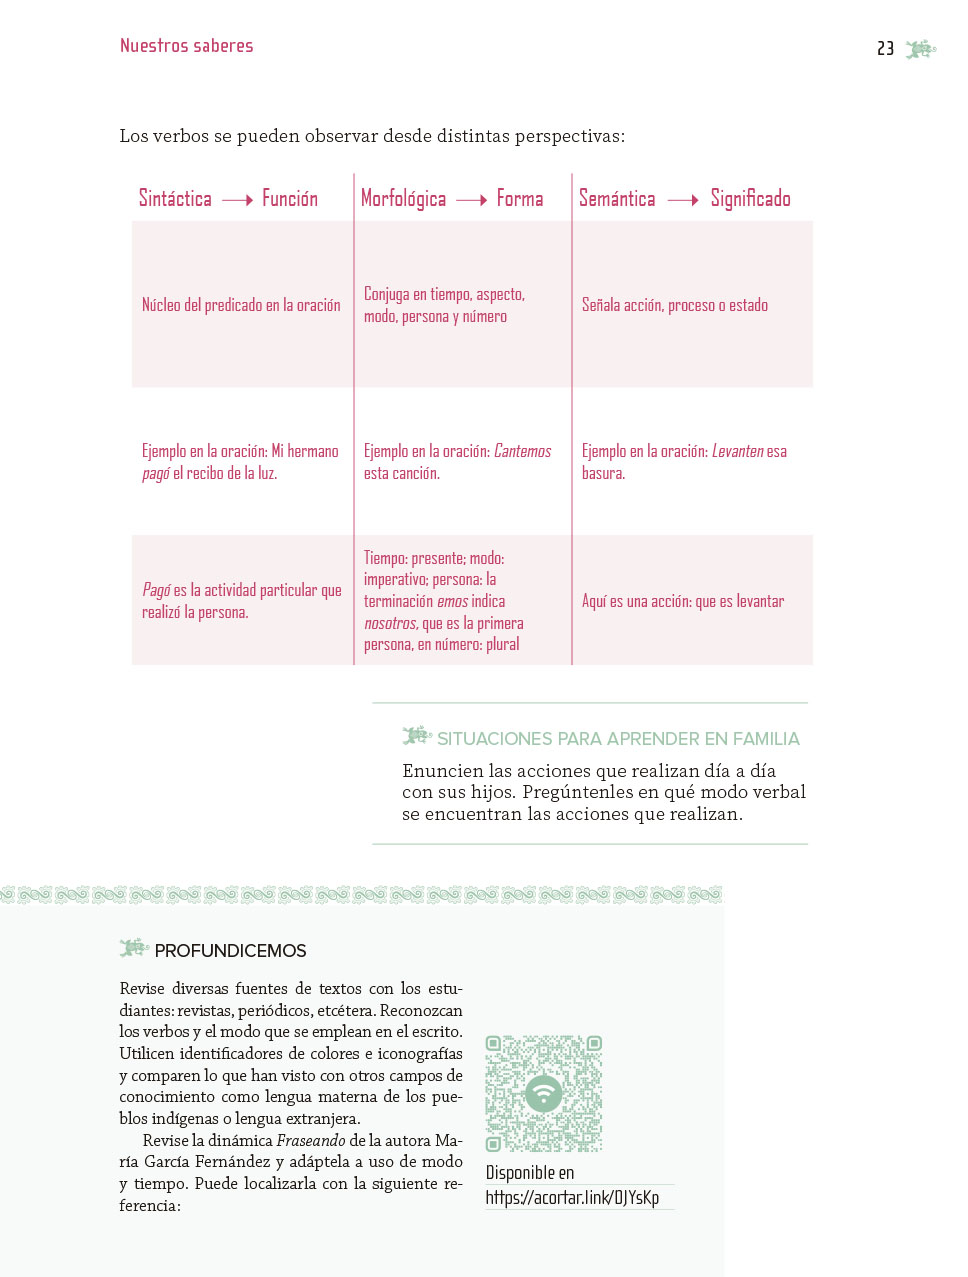 Nuestros saberes
23
Los verbos se pueden observar desde distintas perspectivas:
Sintáctica → Función
Morfológica → Forma
Semántica → Significado
Núcleo del predicado en la oración
Conjuga en tiempo, aspecto,
modo, persona y número
Señala acción, proceso o estado
Ejemplo en la oración: Mi hermano
pagó el recibo de la luz.
Ejemplo en la oración: Cantemos
esta canción.
Ejemplo en la oración: Levanten esa
basura.
Pagó es la actividad particular que
realizó la persona.
Tiempo: presente; modo:
imperativo; persona: la
terminación emos indica
nosotros, que es la primera
persona, en número: plural
Aquí es una acción: que es levantar
SITUACIONES PARA APRENDER EN FAMILIA
Enuncien las acciones que realizan día a día
con sus hijos. Pregúntenles en qué modo verbal
se encuentran las acciones que realizan.
PROFUNDICEMOS
Revise diversas fuentes de textos con los estu-
diantes: revistas, periódicos, etcétera. Reconozcan
los verbos y el modo que se emplean en el escrito.
Utilicen identificadores de colores e iconografías
y comparen lo que han visto con otros campos de
conocimiento como lengua materna de los pue-
blos indígenas o lengua extranjera.
Revise la dinámica Fraseando de la autora Ma-
ría García Fernández y adáptela a uso de modo
y tiempo. Puede localizarla con la siguiente re-
ferencia:
Disponible en
https://acortar.link/DJYsKp